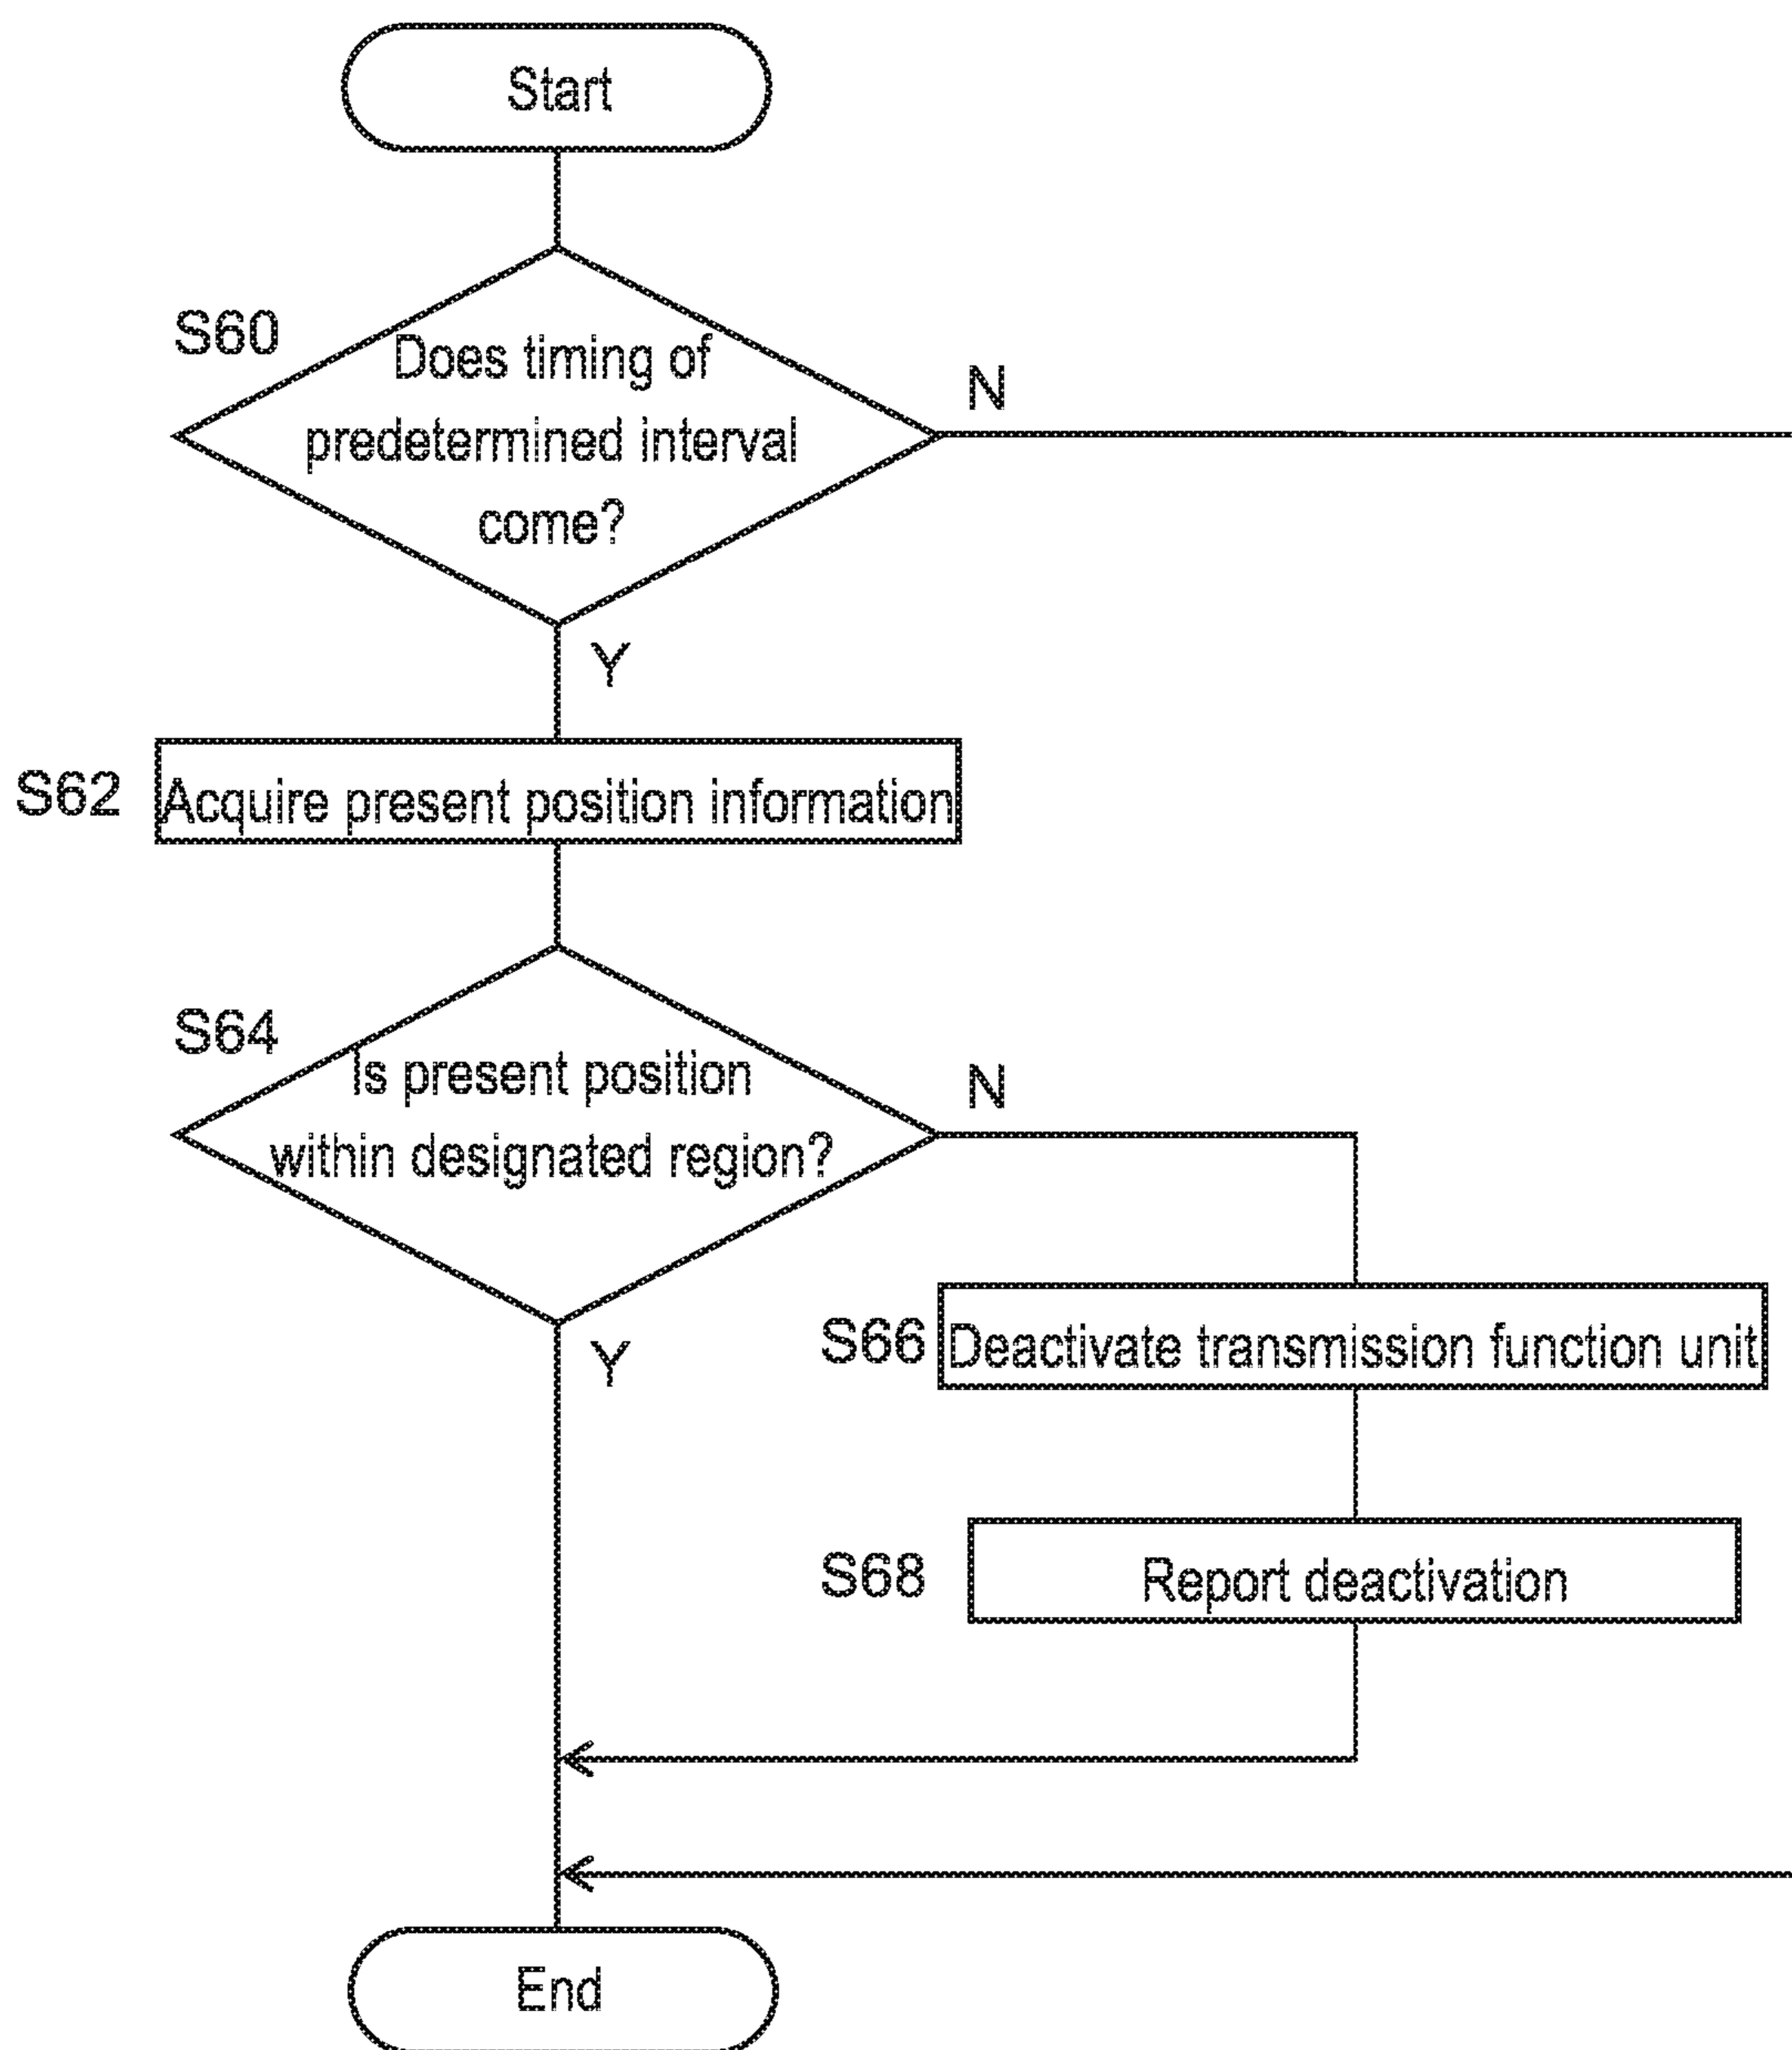 Start
S60
Does timing of
predetermined interval
come?
N
Y
S62
Acquire present position information
S64
Is present position
within designated region?
N
Y
S66
Deactivate transmission function unit
S68
Report deactivation
End